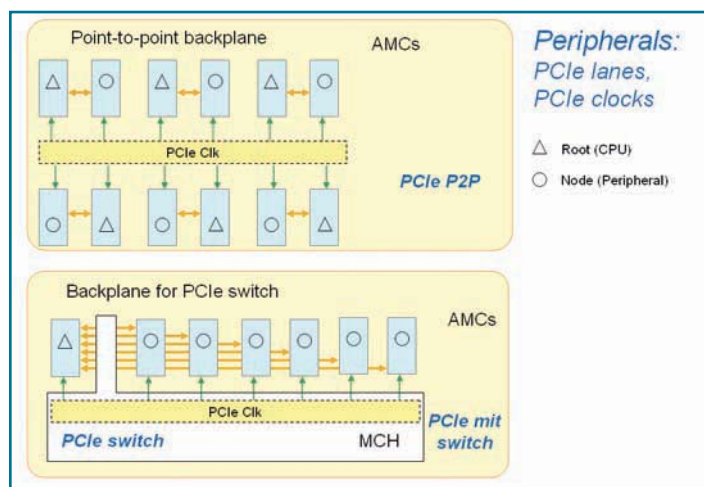 Point-to-point backplane
AMCs
PCIe Clk
PCIe P2P
Backplane for PCIe switch
AMCs
PCIe Clk
PCIe switch
MCH
PCIe mit
switch
Peripherals:
PCIe lanes,
PCIe clocks
Root (CPU)
Node (Peripheral)